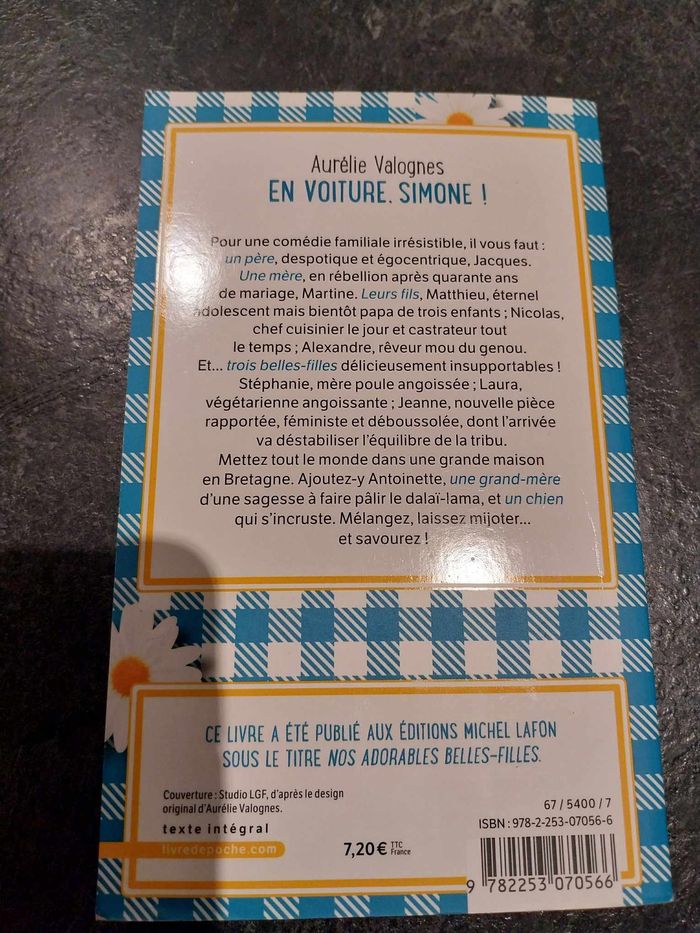 Aurélie Valognes
EN VOITURE, SIMONE !
Pour une comédie familiale irrésistible, il vous faut :
un père, despotique et égocentrique, Jacques.
Une mère, en rébellion après quarante ans
de mariage, Martine. Leurs fils, Matthieu, éternel
adolescent mais bientôt papa de trois enfants ; Nicolas,
chef cuisinier le jour et castrateur tout
le temps ; Alexandre, rêveur mou du genou.
Et... trois belles-filles délicieusement insupportables !
Stéphanie, mère poule angoissée ; Laura,
végétarienne angoissante ; Jeanne, nouvelle pièce
rapportée, féministe et déboussolée, dont l'arrivée
va déstabiliser l'équilibre de la tribu.
Mettez tout le monde dans une grande maison
en Bretagne. Ajoutez-y Antoinette, une grand-mère
d'une sagesse à faire pâlir le dalaï-lama, et un chien
qui s'incruste. Mélangez, laissez mijoter...
et savourez !
CE LIVRE A ÉTÉ PUBLIÉ AUX ÉDITIONS MICHEL LAFON
SOUS LE TITRE NOS ADORABLES BELLES-FILLES.
Couverture : Studio LGF, d'après le design
original d'Aurélie Valognes.
texte intégral
livredepoche.com
7,20 € TTC
France
67 / 5400 / 7
ISBN : 978-2-253-07056-6
9 782253 070566